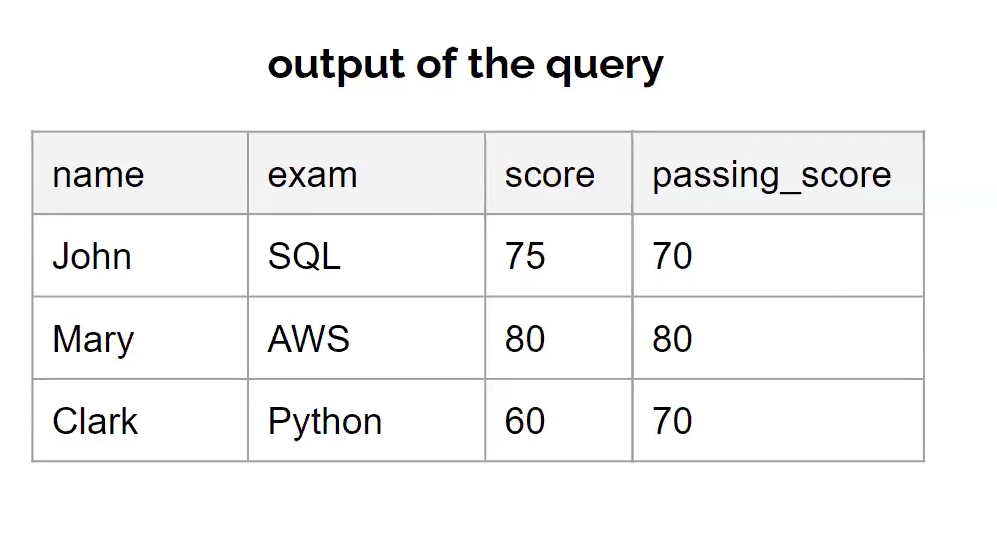 output of the query
name exam score passing_score
John SQL 75 70
Mary AWS 80 80
Clark Python 60 70